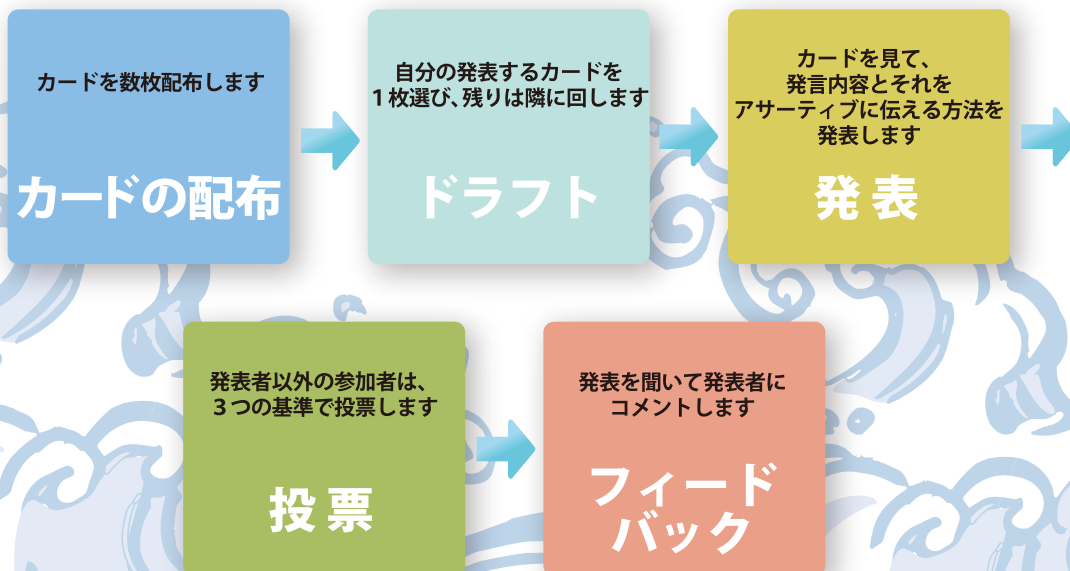 カードを数枚配布します
カードの配布
自分の発表するカードを
1枚選び、残りは隣に回します
ドラフト
カードを見て、
発言内容とそれを
アサーティブに伝える方法を
発表します
発表
発表者以外の参加者は、
3つの基準で投票します
投票
発表を聞いて発表者に
コメントします
フィード
バック